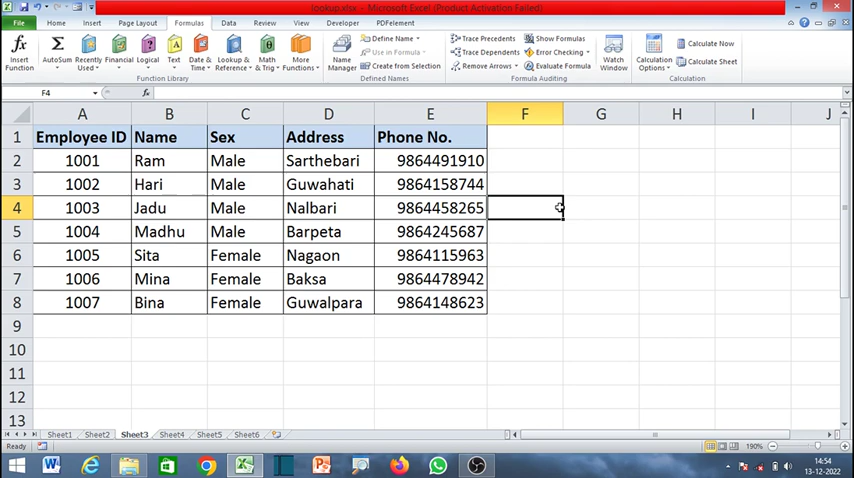 lookup.xlsx - Microsoft Excel (Product Activation Failed)
File Home Insert Page Layout Formulas Data Review View Developer PDFelement
Insert Function
AutoSum
Recently Used
Financial
Logical
Text
Date & Time
Lookup & Reference
Math & Trig
More Functions
Function Library
Name Manager
Define Name
Use in Formula
Create from Selection
Defined Names
Trace Precedents
Trace Dependents
Remove Arrows
Show Formulas
Error Checking
Evaluate Formula
Formula Auditing
Watch Window
Calculation Options
Calculate Now
Calculate Sheet
Calculation
F4 fx
A B C D E F G H I J
1 Employee ID Name Sex Address Phone No.
2 1001 Ram Male Sarthebari 9864491910
3 1002 Hari Male Guwahati 9864158744
4 1003 Jadu Male Nalbari 9864458265
5 1004 Madhu Male Barpeta 9864245687
6 1005 Sita Female Nagaon 9864115963
7 1006 Mina Female Baksa 9864478942
8 1007 Bina Female Guwalpara 9864148623
9
10
11
12
13
Sheet1 Sheet2 Sheet3 Sheet4 Sheet5 Sheet6
Ready 190%
14:54
13-12-2022